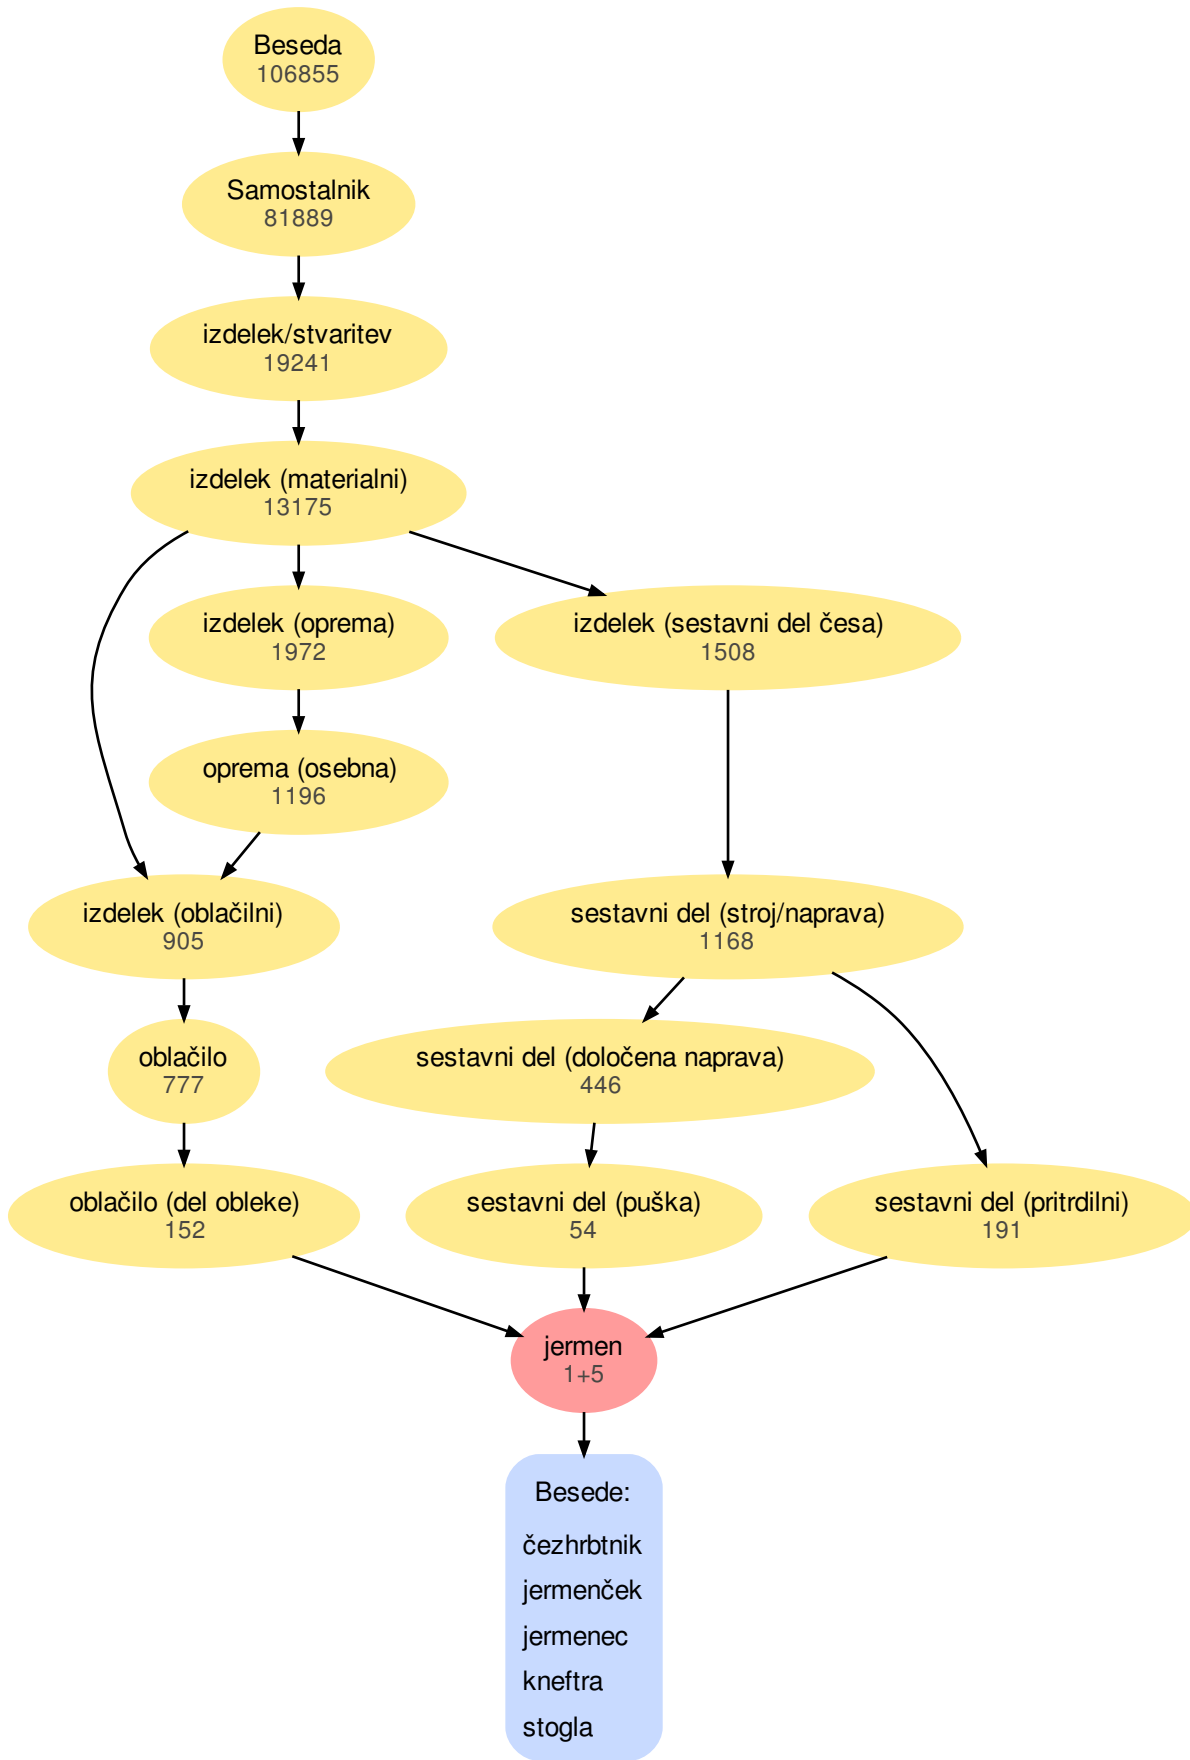 Beseda
106855
Samostalnik
81889
izdelek/stvaritev
19241
izdelek (materialni)
13175
izdelek (oprema)
1972
izdelek (sestavni del česa)
1508
oprema (osebna)
1196
izdelek (oblačilni)
905
sestavni del (stroj/naprava)
1168
oblačilo
777
sestavni del (določena naprava)
446
oblačilo (del obleke)
152
sestavni del (puška)
54
sestavni del (pritrdilni)
191
jermen
1+5
Besede:
čezhrbtnik
jermenček
jermenec
kneftra
stogla